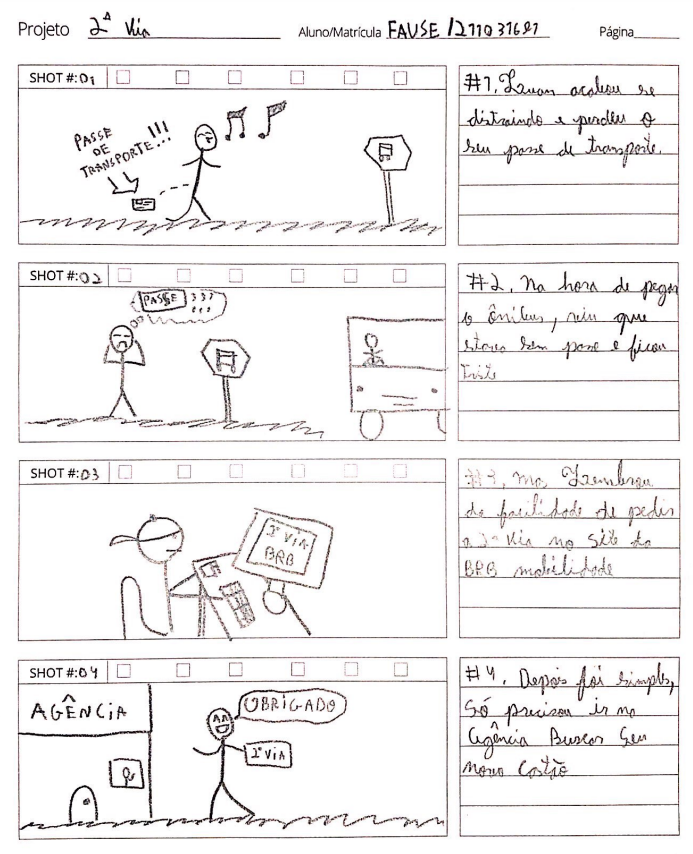 Projeto 2ª Via Aluno/Matrícula FAUSE /211031691 Página
SHOT #:01
PASSE
DE
TRANSPORTE...!!!
#1. Luan acabou se
distraindo e perdeu o
seu passe de transporte.
SHOT #:02
PASSE ???
!!!
#2. Na hora de pegar
o ônibus, viu que
estava sem passe e ficou
triste
SHOT #:03
2ª VIA
BRB
#3, mas Lembrou
da facilidade de pedir
a 2ª Via no Site do
BRB mobilidade
SHOT #:04
AGÊNCIA
OBRIGADO
2ª VIA
#4. Depois foi simples,
Só precisou ir na
agência Buscar Seu
novo Cartão